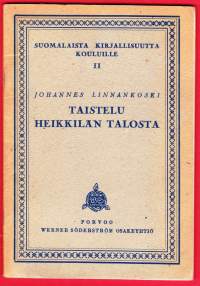 SUOMALAISTA KIRJALLISUUTTA
KOULUILLE
II
JOHANNES LINNANKOSKI
TAISTELU
HEIKKILÄN TALOSTA
PORVOO
WERNER SÖDERSTRÖM OSAKEYHTIÖ